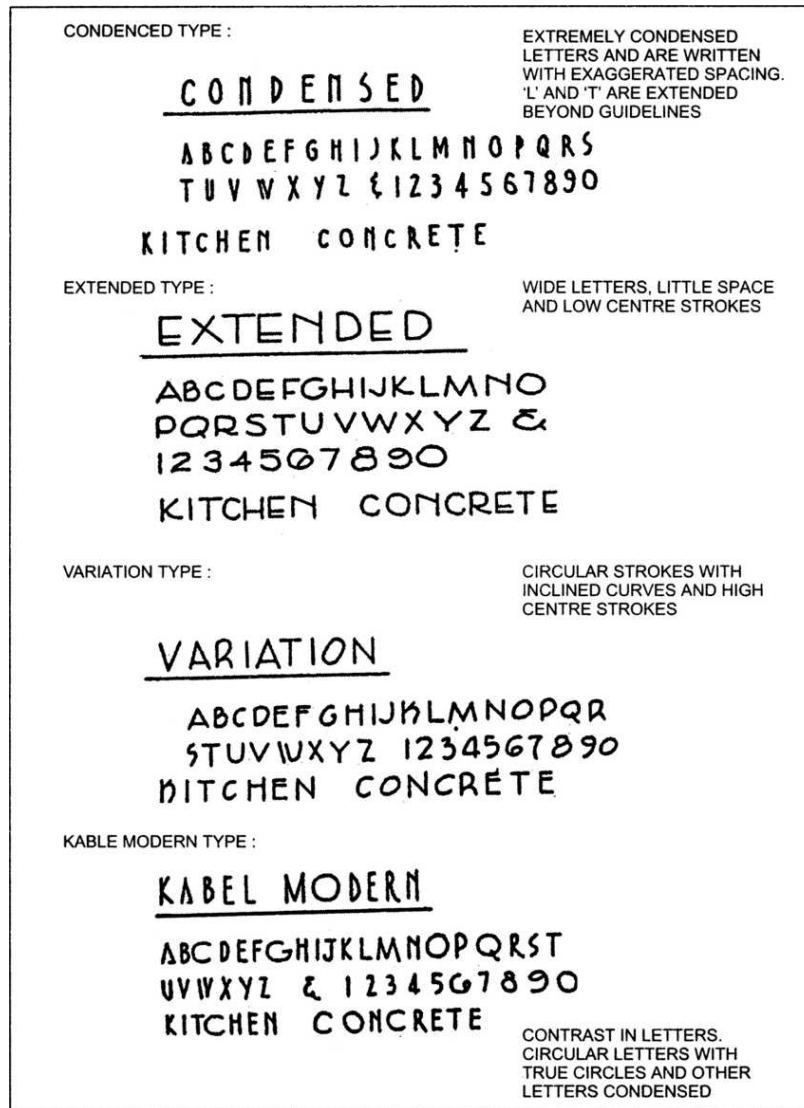 CONDENCED TYPE :
EXTREMELY CONDENSED
LETTERS AND ARE WRITTEN
WITH EXAGGERATED SPACING.
'L' AND 'T' ARE EXTENDED
BEYOND GUIDELINES
CONDENSED
ABCDEFGHIJKLMNOPQRS
TUVWXYZ &1234567890
KITCHEN CONCRETE
EXTENDED TYPE :
WIDE LETTERS, LITTLE SPACE
AND LOW CENTRE STROKES
EXTENDED
ABCDEFGHIJKLMNO
PQRSTUVWXYZ &
1234567890
KITCHEN CONCRETE
VARIATION TYPE :
CIRCULAR STROKES WITH
INCLINED CURVES AND HIGH
CENTRE STROKES
VARIATION
ABCDEFGHIJKLMNOPQR
STUVWXYZ 1234567890
KITCHEN CONCRETE
KABLE MODERN TYPE :
KABEL MODERN
ABCDEFGHIJKLMNOPQRST
UVWXYZ & 1234567890
KITCHEN CONCRETE
CONTRAST IN LETTERS.
CIRCULAR LETTERS WITH
TRUE CIRCLES AND OTHER
LETTERS CONDENSED